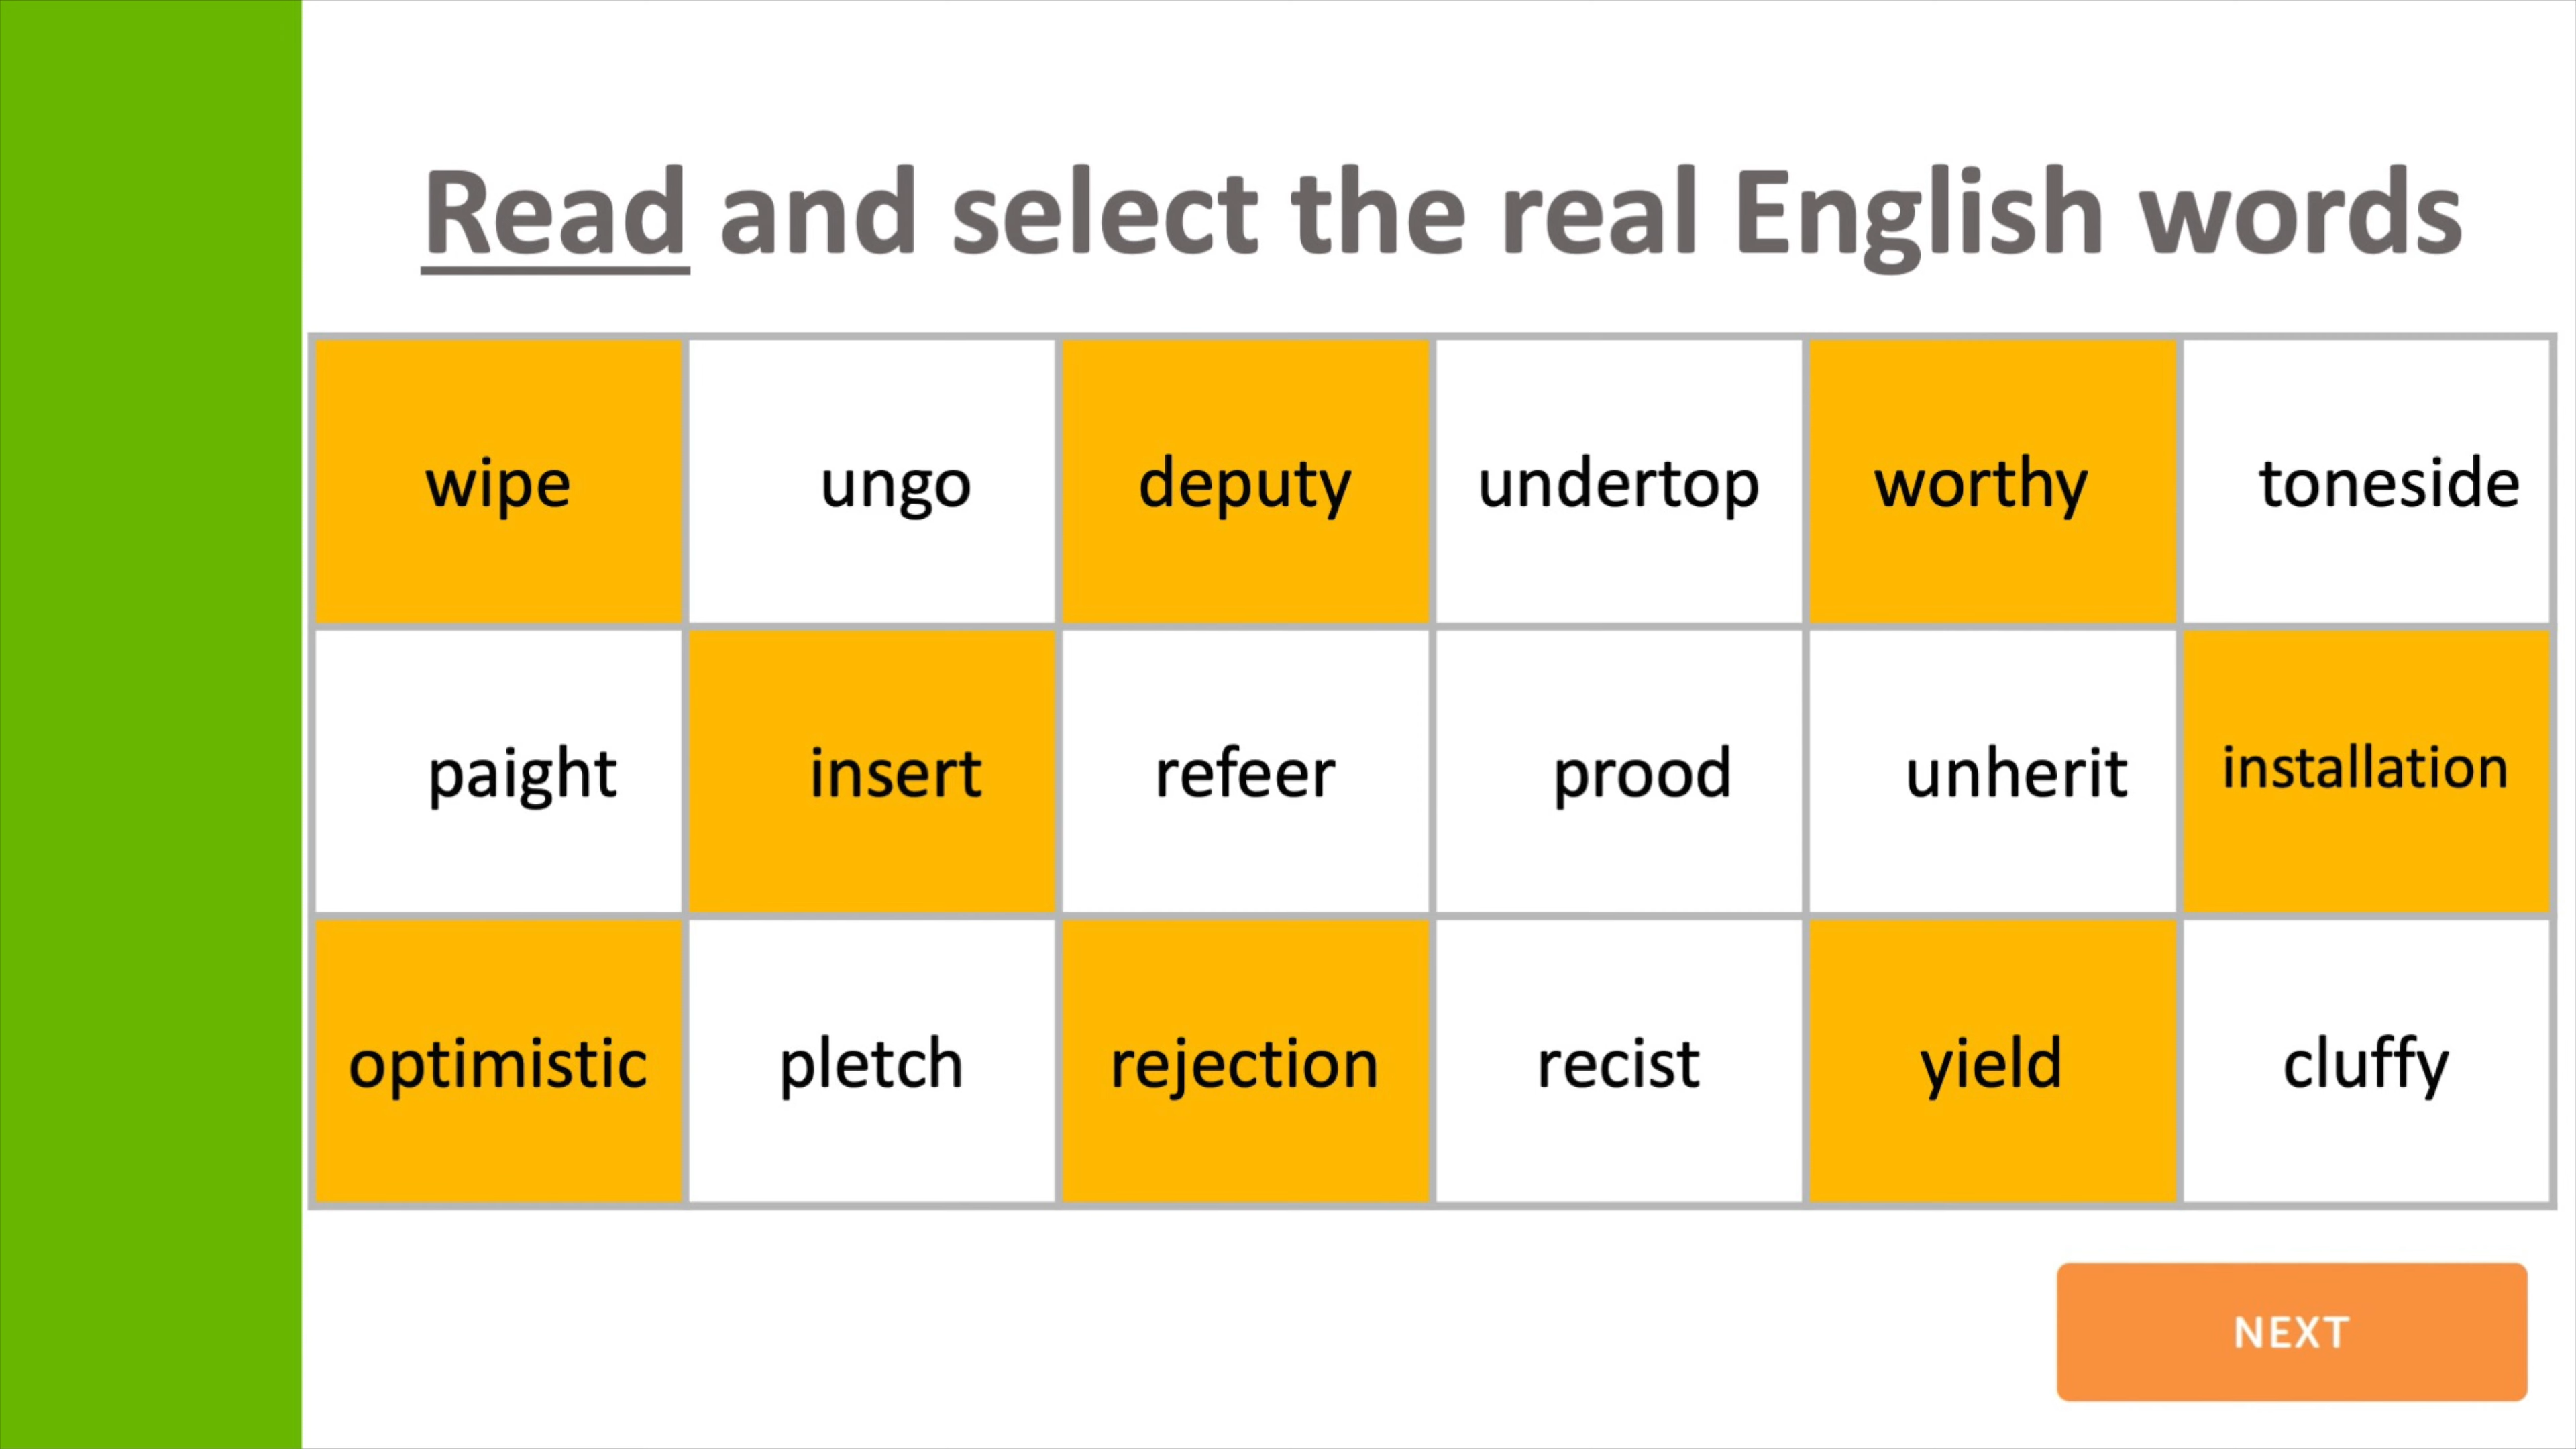 Read and select the real English words
wipe ungo deputy undertop worthy toneside
paight insert refeer prood unherit installation
optimistic pletch rejection recist yield cluffy
NEXT